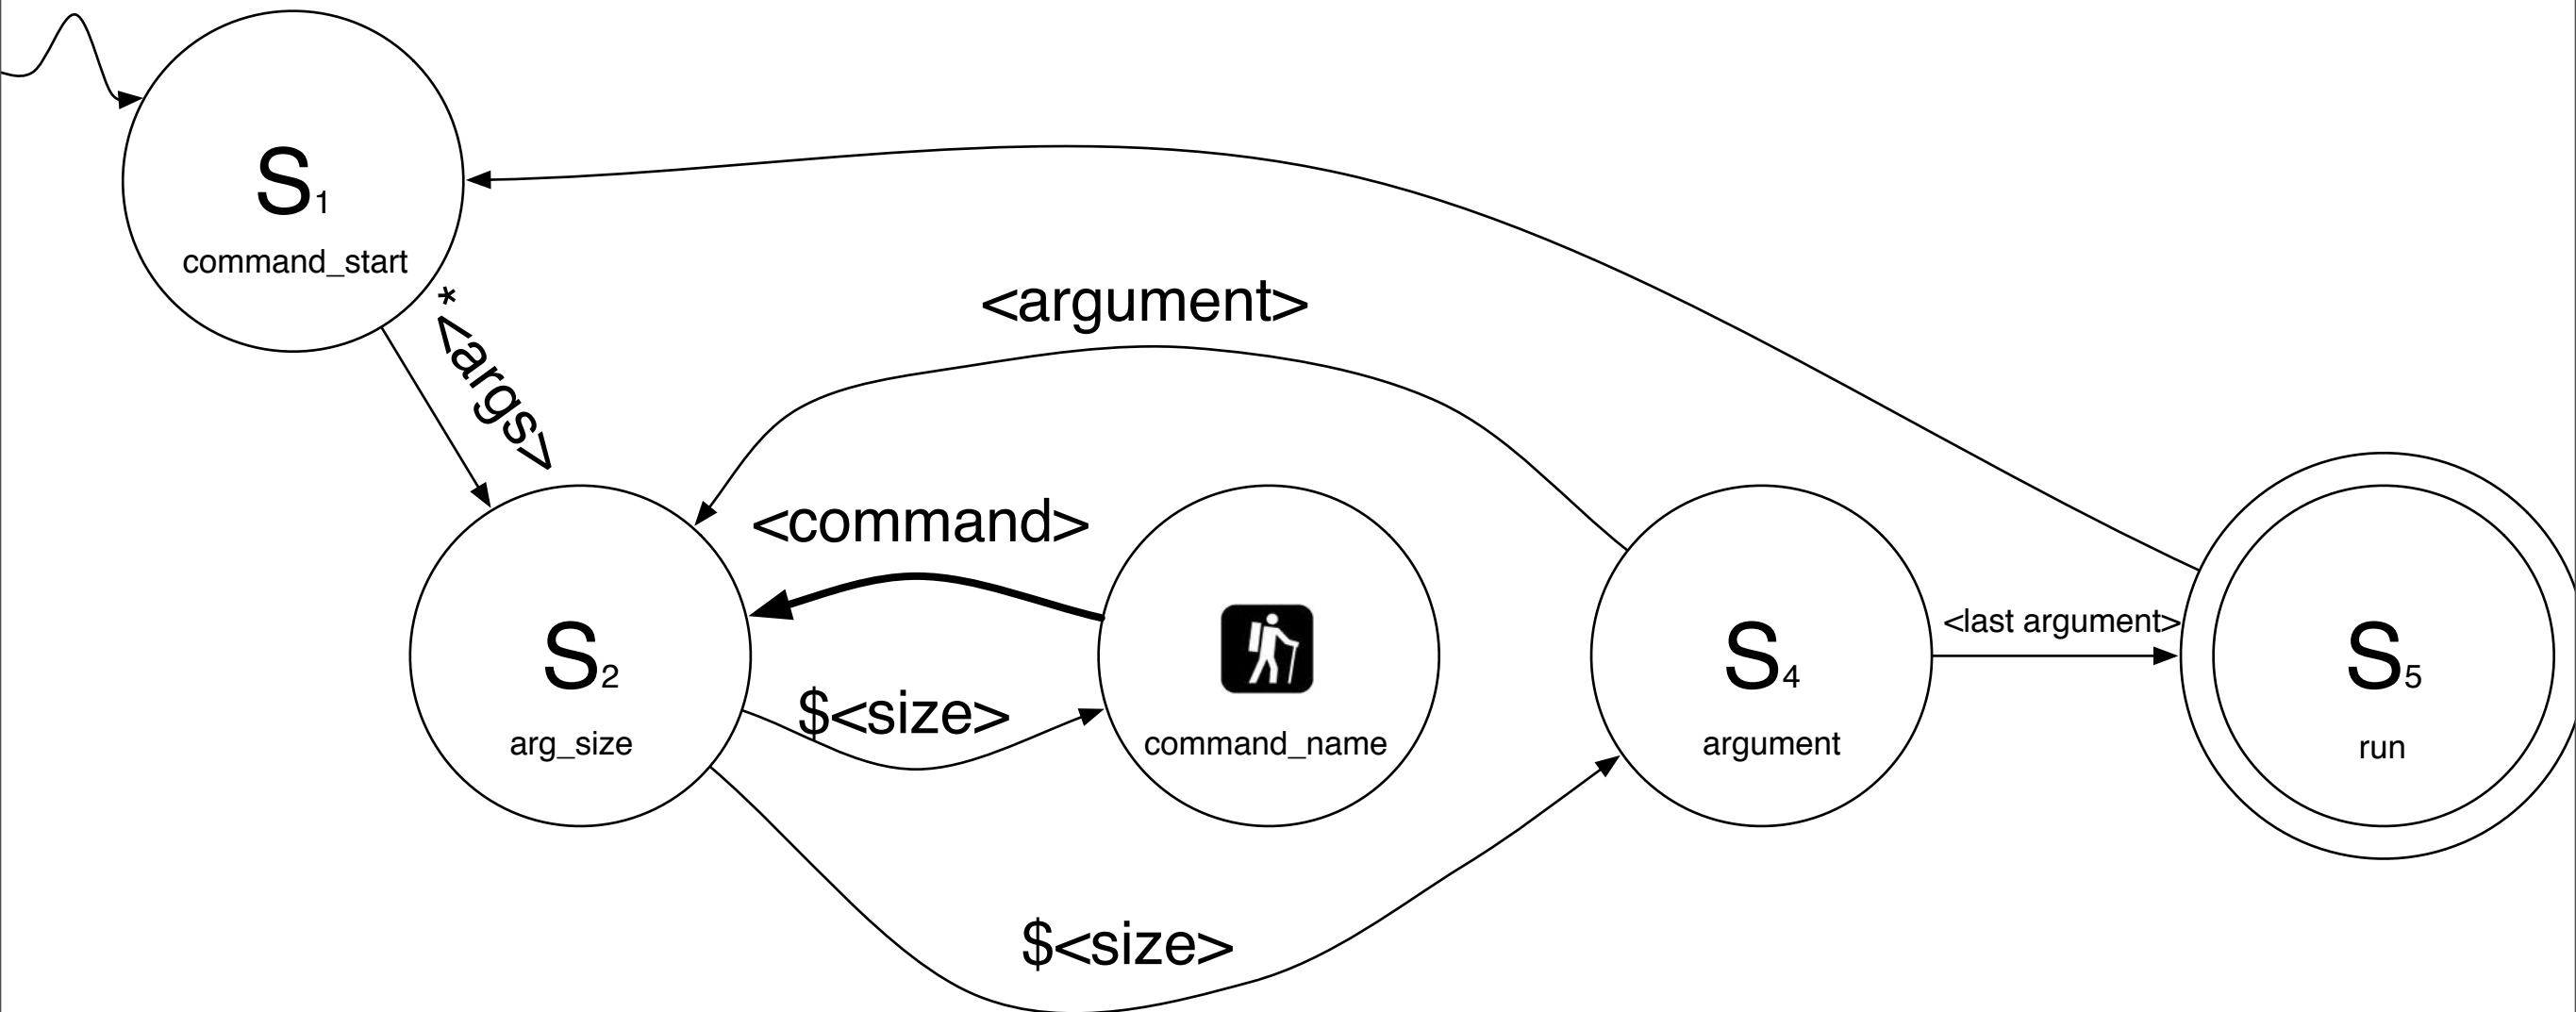 S1
command_start
*<args>
<argument>
<command>
S2
arg_size
$<size>
command_name
S4
argument
<last argument>
S5
run
$<size>